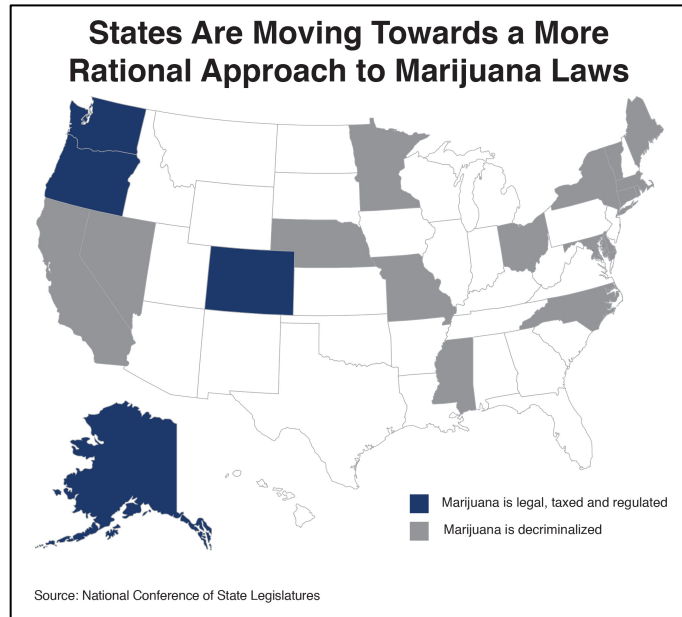 States Are Moving Towards a More
Rational Approach to Marijuana Laws
Marijuana is legal, taxed and regulated
Marijuana is decriminalized
Source: National Conference of State Legislatures